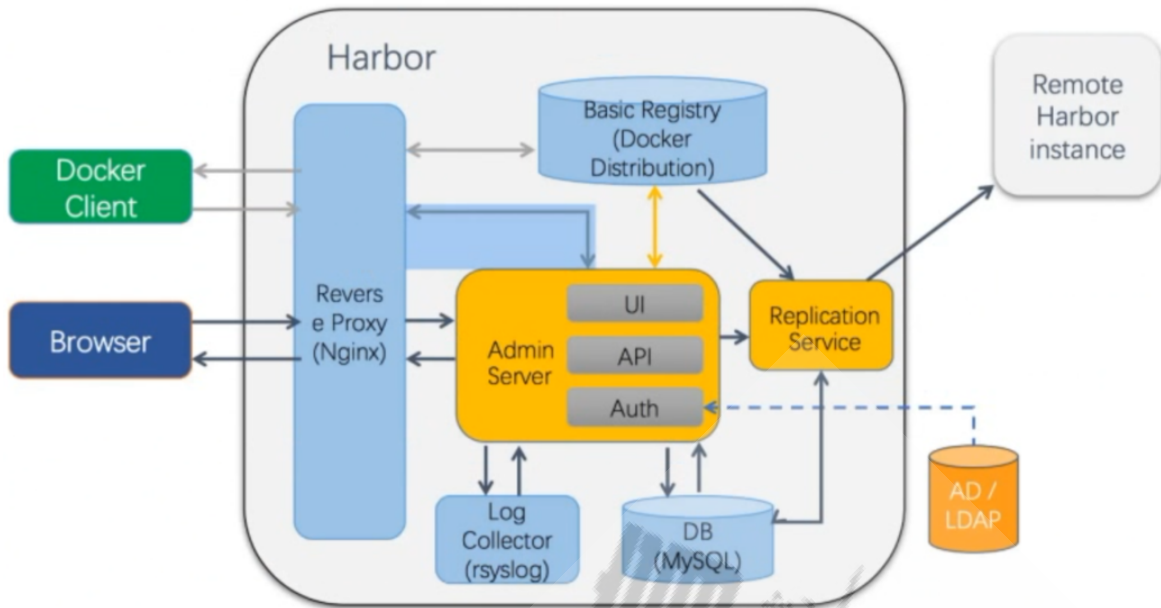 Harbor
Remote
Harbor
instance
Basic Registry
(Docker
Distribution)
Docker
Client
Revers
e Proxy
(Nginx)
Browser
Admin
Server
UI
API
Auth
Replication
Service
Log
Collector
(rsyslog)
DB
(MySQL)
AD /
LDAP